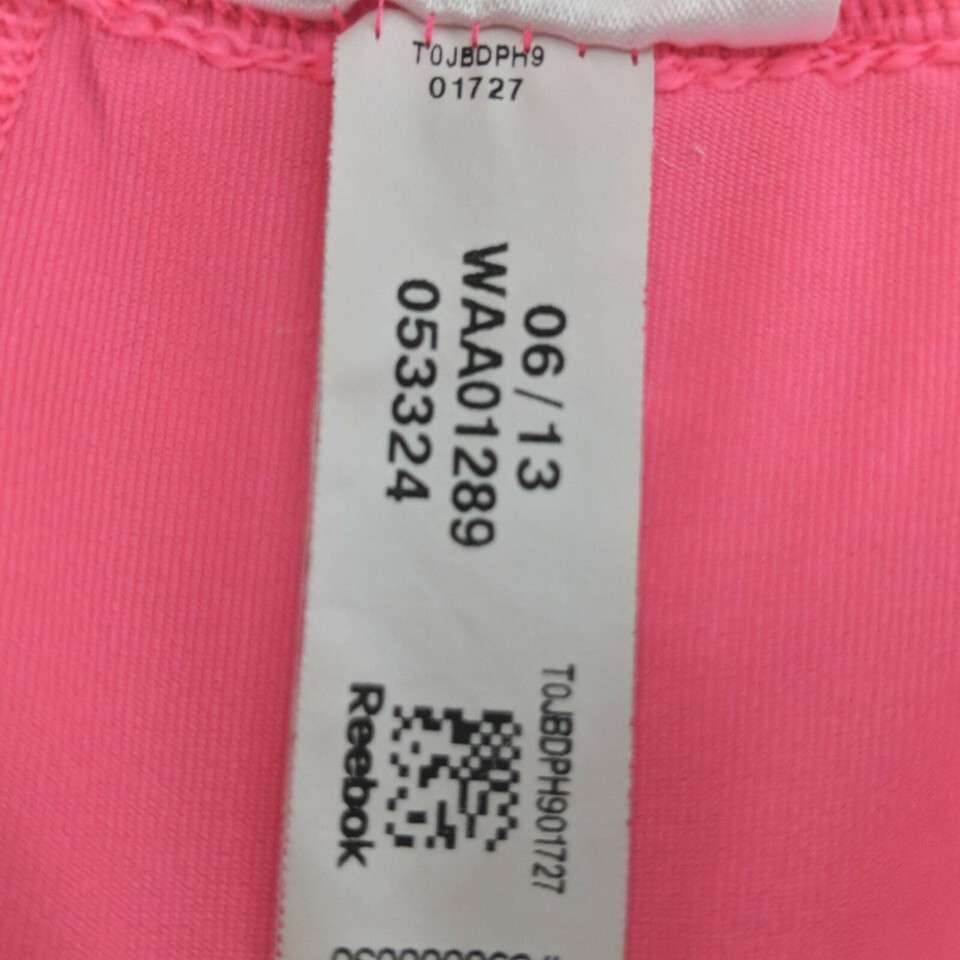 T0JBDPH9
01727
06/13
WAA01289
053324
T0JBDPH901727
Reebok